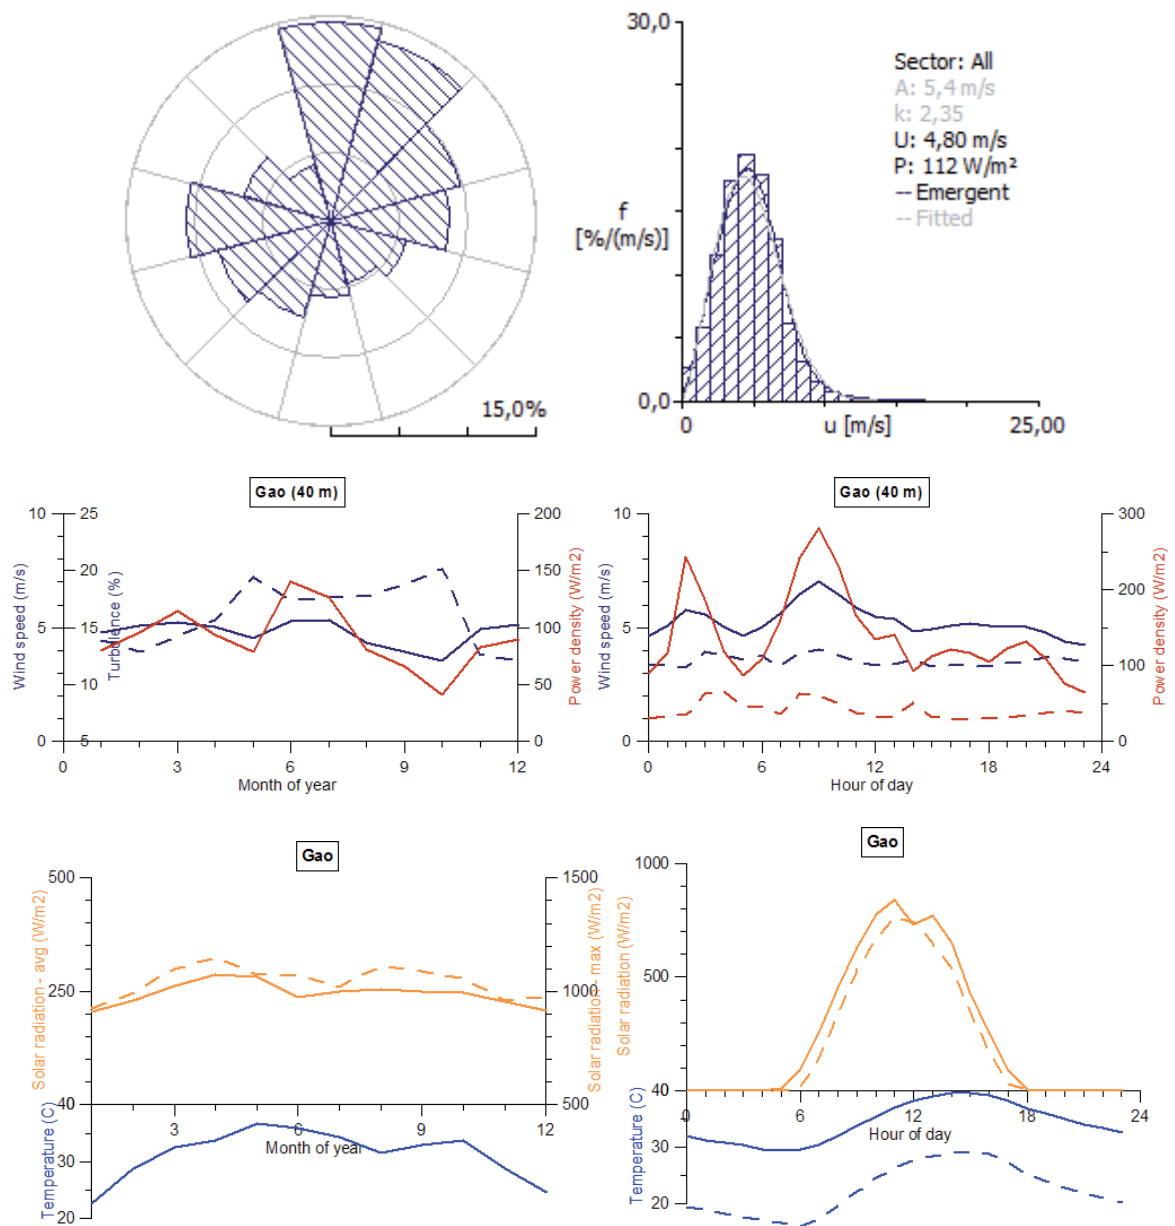 15,0%
30,0
f
[%/(m/s)]
0,0
0
u [m/s]
25,00
Sector: All
A: 5,4 m/s
k: 2,35
U: 4,80 m/s
P: 112 W/m²
-- Emergent
-- Fitted
Gao (40 m)
Wind speed (m/s)
10
5
0
Turbulence (%)
25
20
15
10
5
Power density (W/m2)
200
150
100
50
0
0 3 6 9 12
Month of year
Gao (40 m)
Wind speed (m/s)
10
5
0
Power density (W/m2)
300
200
100
0
0 6 12 18 24
Hour of day
Gao
Solar radiation - avg (W/m2)
500
250
Solar radiation - max (W/m2)
1500
1000
500
Temperature (C)
40
30
20
3 6 9 12
Month of year
Gao
Solar radiation (W/m2)
1000
500
Temperature (C)
40
30
20
0 6 12 18 24
Hour of day